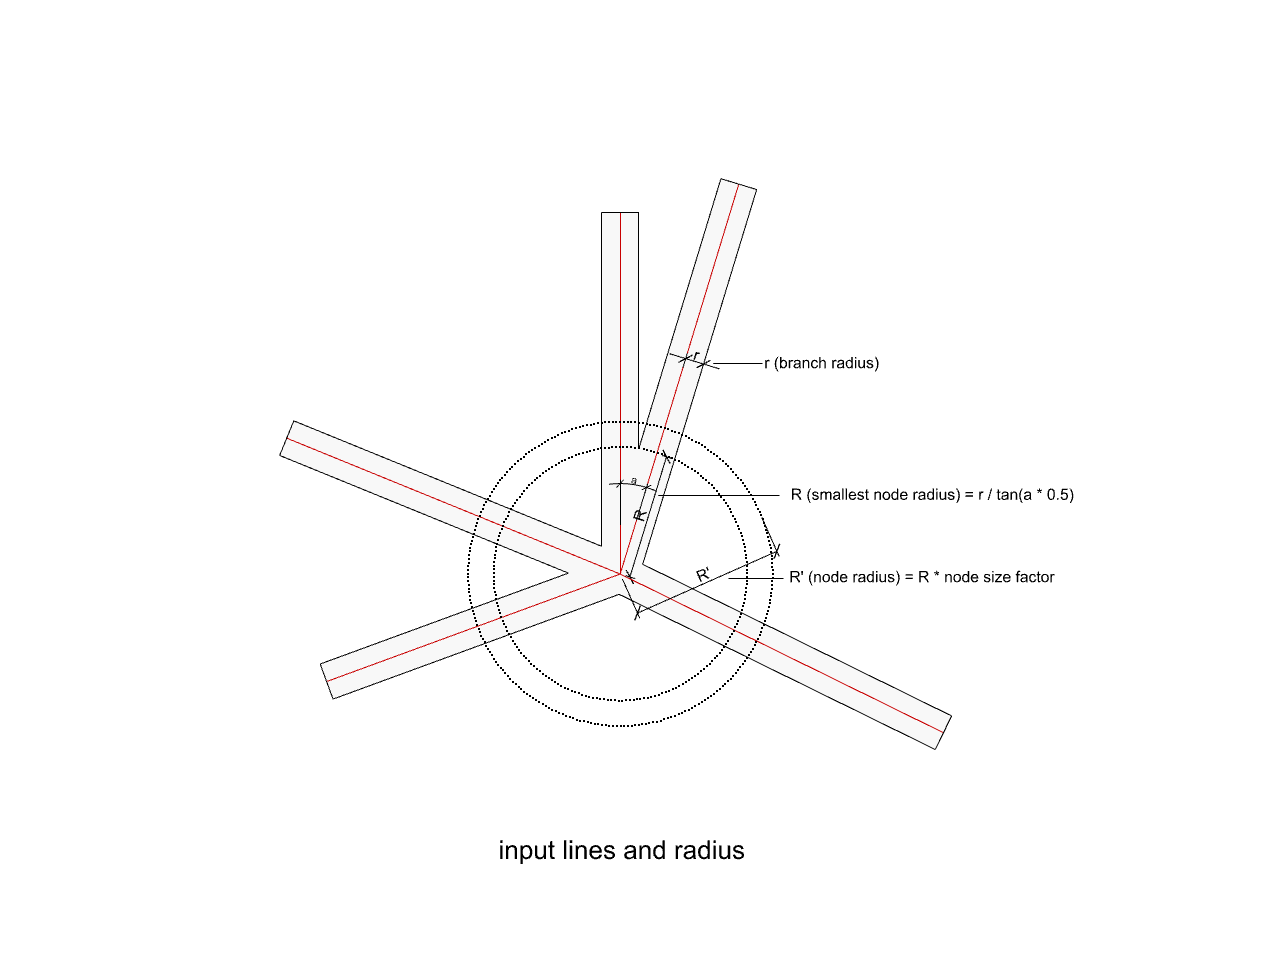 r
r (branch radius)
a
R (smallest node radius) = r / tan(a * 0.5)
R
R'
R' (node radius) = R * node size factor
input lines and radius